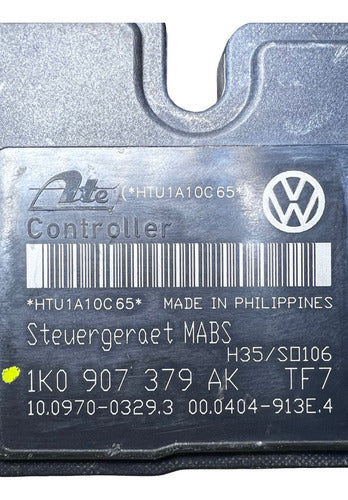 Ate (*HTU1A10C65*)
Controller
*HTU1A10C65* MADE IN PHILIPPINES
Steuergeraet MABS
H35/S□106
1K0 907 379 AK TF7
10.0970-0329.3 00.0404-913E.4